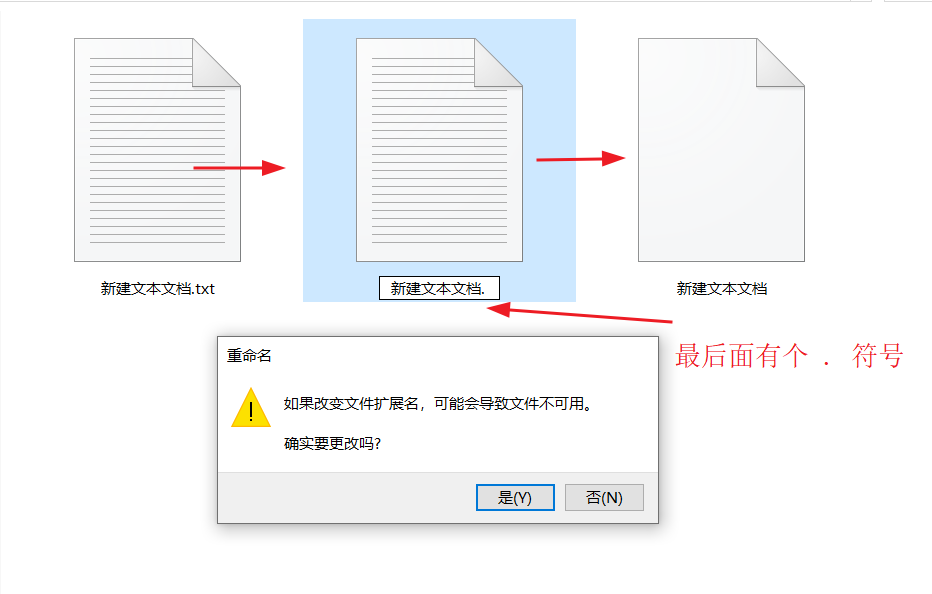 新建文本文档.txt
新建文本文档.
新建文本文档
最后面有个 . 符号
重命名
如果改变文件扩展名，可能会导致文件不可用。
确实要更改吗?
是(Y)
否(N)